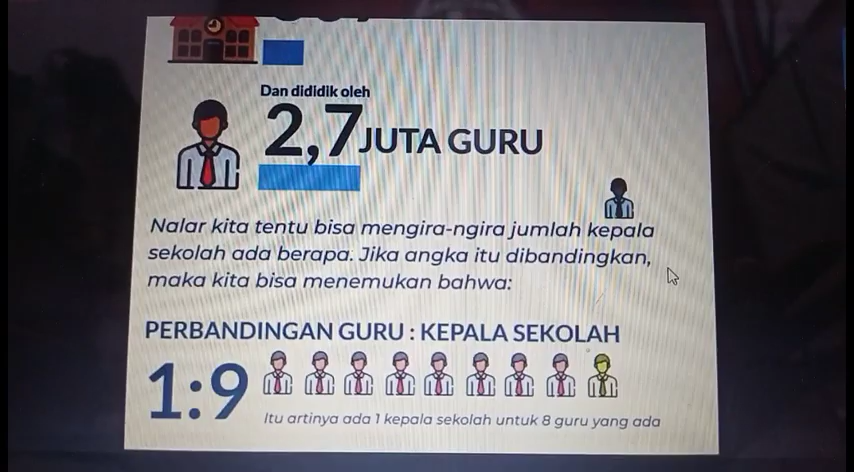 Dan dididik oleh
2,7 JUTA GURU
Nalar kita tentu bisa mengira-ngira jumlah kepala
sekolah ada berapa. Jika angka itu dibandingkan,
maka kita bisa menemukan bahwa:
PERBANDINGAN GURU : KEPALA SEKOLAH
1:9
Itu artinya ada 1 kepala sekolah untuk 8 guru yang ada